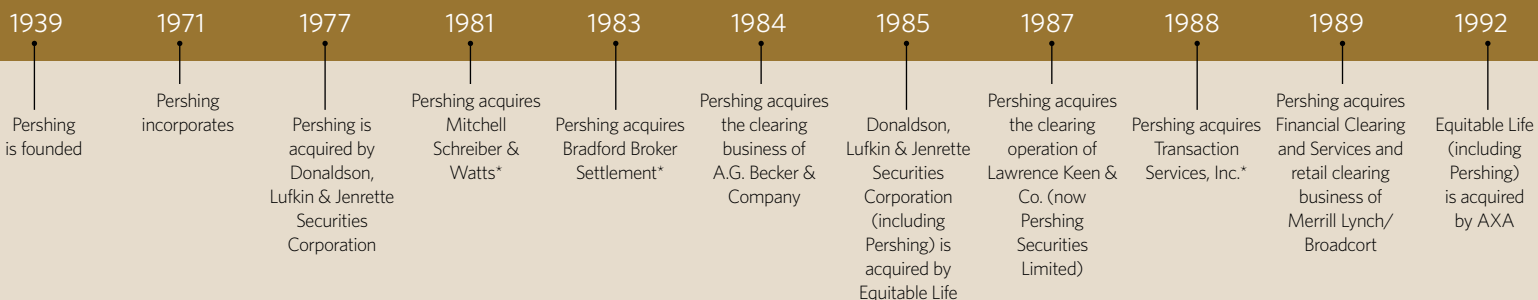 1939
Pershing
is founded
1971
Pershing
incorporates
1977
Pershing is
acquired by
Donaldson,
Lufkin & Jenrette
Securities
Corporation
1981
Pershing acquires
Mitchell
Schreiber &
Watts*
1983
Pershing acquires
Bradford Broker
Settlement*
1984
Pershing acquires
the clearing
business of
A.G. Becker &
Company
1985
Donaldson,
Lufkin & Jenrette
Securities
Corporation
(including
Pershing) is
acquired by
Equitable Life
1987
Pershing acquires
the clearing
operation of
Lawrence Keen &
Co. (now
Pershing
Securities
Limited)
1988
Pershing acquires
Transaction
Services, Inc.*
1989
Pershing acquires
Financial Clearing
and Services and
retail clearing
business of
Merrill Lynch/
Broadcort
1992
Equitable Life
(including
Pershing)
is acquired
by AXA